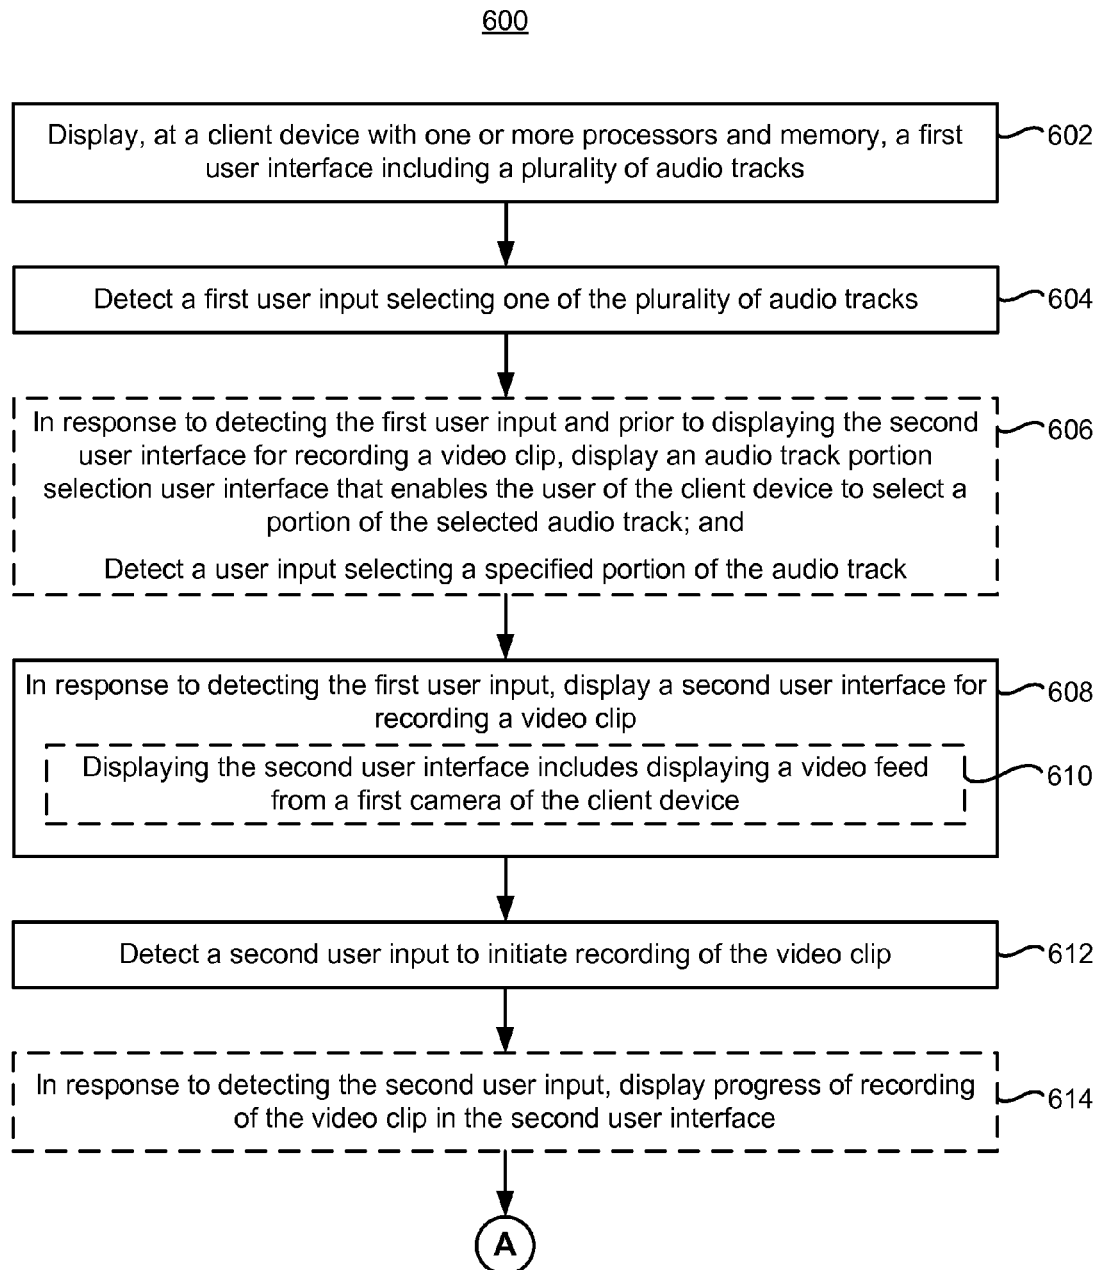 600
Display, at a client device with one or more processors and memory, a first
user interface including a plurality of audio tracks
602
Detect a first user input selecting one of the plurality of audio tracks
604
In response to detecting the first user input and prior to displaying the second
user interface for recording a video clip, display an audio track portion
selection user interface that enables the user of the client device to select a
portion of the selected audio track; and
Detect a user input selecting a specified portion of the audio track
606
In response to detecting the first user input, display a second user interface for
recording a video clip
608
Displaying the second user interface includes displaying a video feed
from a first camera of the client device
610
Detect a second user input to initiate recording of the video clip
612
In response to detecting the second user input, display progress of recording
of the video clip in the second user interface
614
A